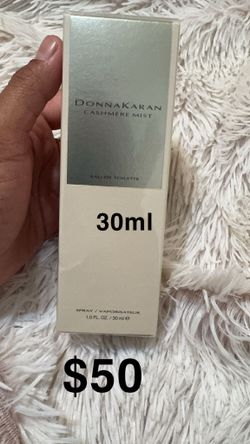 DONNAKARAN
CASHMERE MIST
EAU DE TOILETTE
30ml
SPRAY / VAPORISATEUR
1.0 FL. OZ. / 30 ml ℮
$50